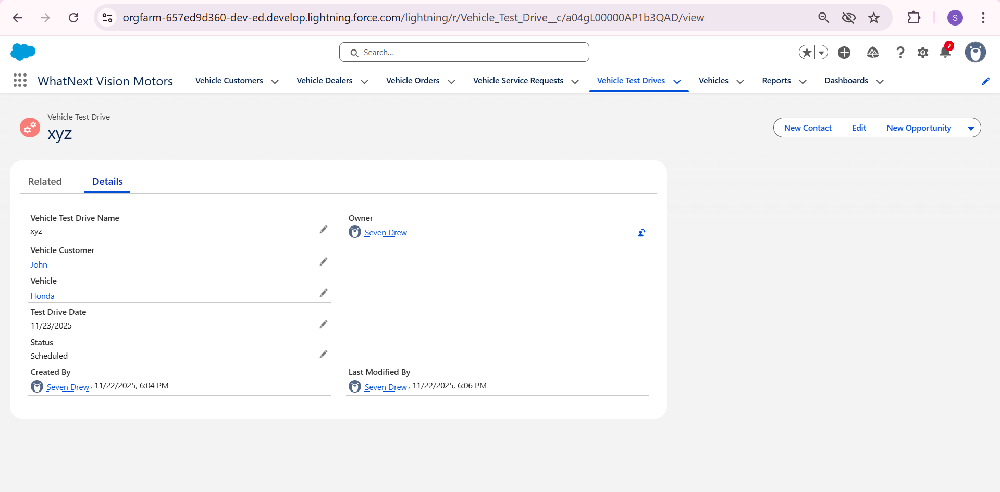 orgfarm-657ed9d360-dev-ed.develop.lightning.force.com/lightning/r/Vehicle_Test_Drive__c/a04gL00000AP1b3QAD/view
S
Search...
2
WhatNext Vision Motors
Vehicle Customers
Vehicle Dealers
Vehicle Orders
Vehicle Service Requests
Vehicle Test Drives
Vehicles
Reports
Dashboards
Vehicle Test Drive
xyz
New Contact
Edit
New Opportunity
Related
Details
Vehicle Test Drive Name
xyz
Owner
Seven Drew
Vehicle Customer
John
Vehicle
Honda
Test Drive Date
11/23/2025
Status
Scheduled
Created By
Seven Drew, 11/22/2025, 6:04 PM
Last Modified By
Seven Drew, 11/22/2025, 6:06 PM